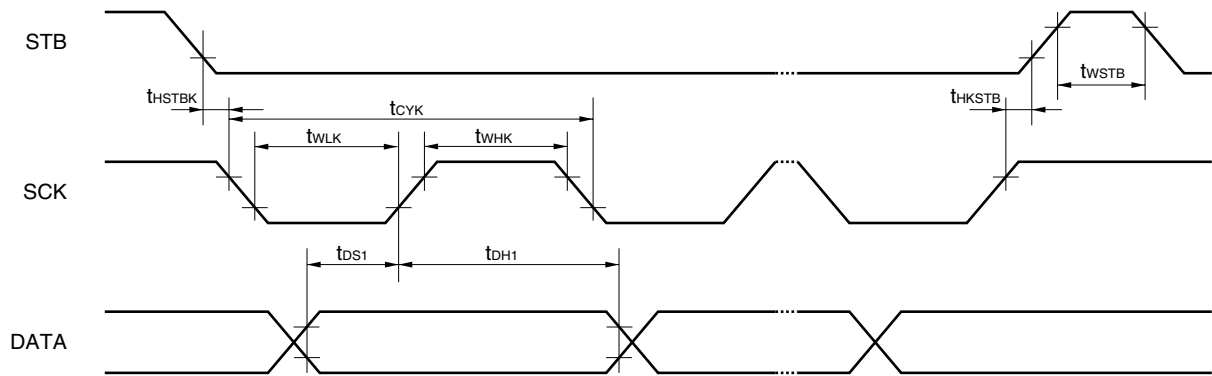 STB
tHSTBK
tCYK
tHKSTB
tWSTB
tWLK
tWHK
SCK
tDS1
tDH1
DATA